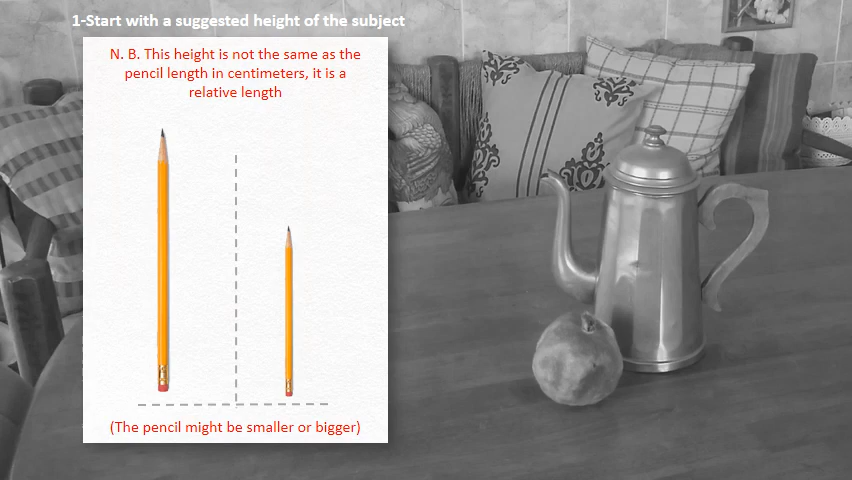 1-Start with a suggested height of the subject
N. B. This height is not the same as the
pencil length in centimeters, it is a
relative length
(The pencil might be smaller or bigger)